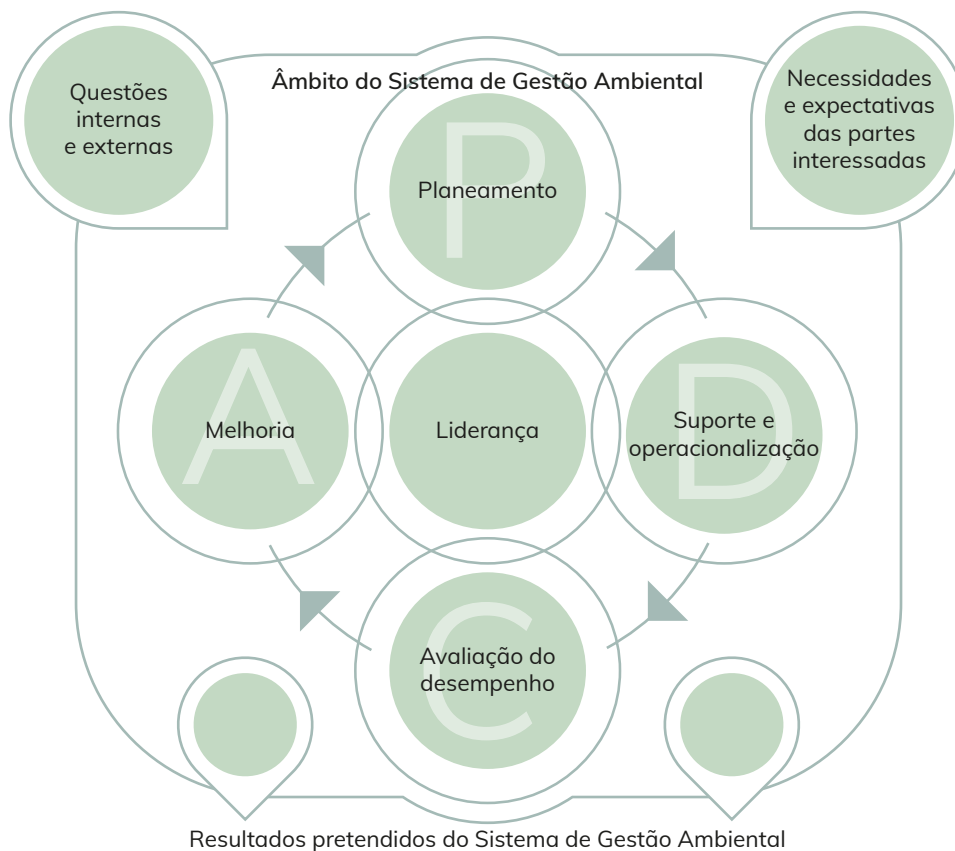 Âmbito do Sistema de Gestão Ambiental
Questões
internas
e externas
Necessidades
e expectativas
das partes
interessadas
P
Planeamento
A
Melhoria
Liderança
D
Suporte e
operacionalização
C
Avaliação do
desempenho
Resultados pretendidos do Sistema de Gestão Ambiental